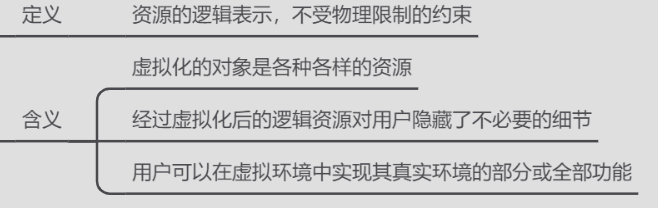 定义
资源的逻辑表示，不受物理限制的约束
虚拟化的对象是各种各样的资源
含义
经过虚拟化后的逻辑资源对用户隐藏了不必要的细节
用户可以在虚拟环境中实现其真实环境的部分或全部功能